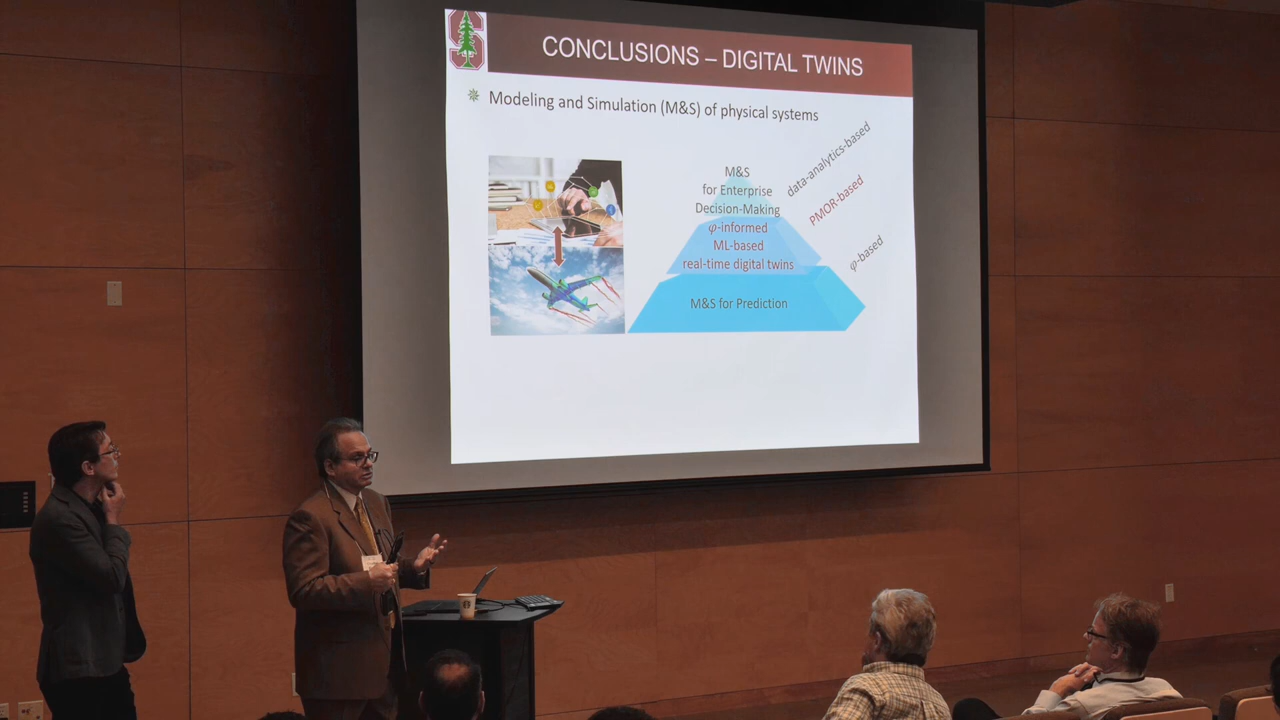 CONCLUSIONS – DIGITAL TWINS
Modeling and Simulation (M&S) of physical systems
M&S
for Enterprise
Decision-Making
φ-informed
ML-based
real-time digital twins
M&S for Prediction
data-analytics-based
PMOR-based
φ-based
S